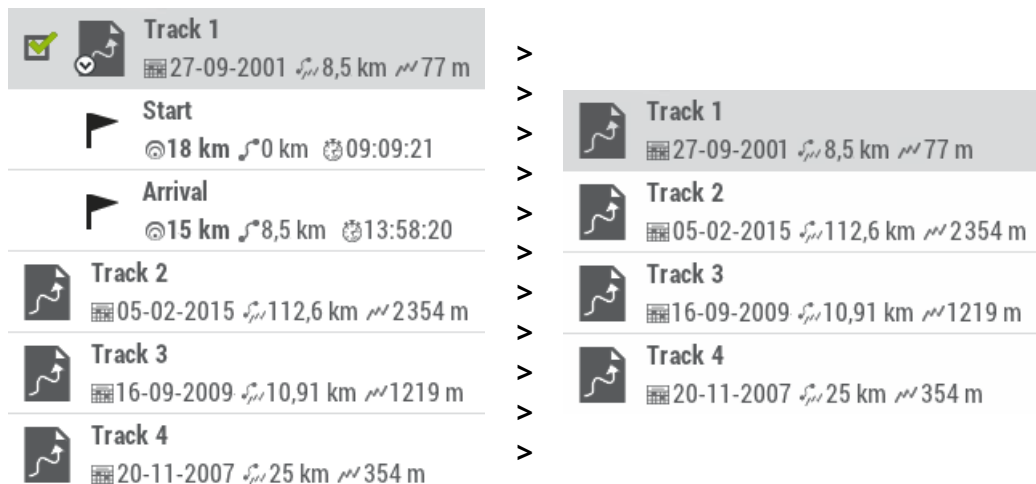 Track 1
27-09-2001 8,5 km 77 m
Start
18 km 0 km 09:09:21
Arrival
15 km 8,5 km 13:58:20
Track 2
05-02-2015 112,6 km 2354 m
Track 3
16-09-2009 10,91 km 1219 m
Track 4
20-11-2007 25 km 354 m
>
>
>
>
>
>
>
>
>
>
>
Track 1
27-09-2001 8,5 km 77 m
Track 2
05-02-2015 112,6 km 2354 m
Track 3
16-09-2009 10,91 km 1219 m
Track 4
20-11-2007 25 km 354 m